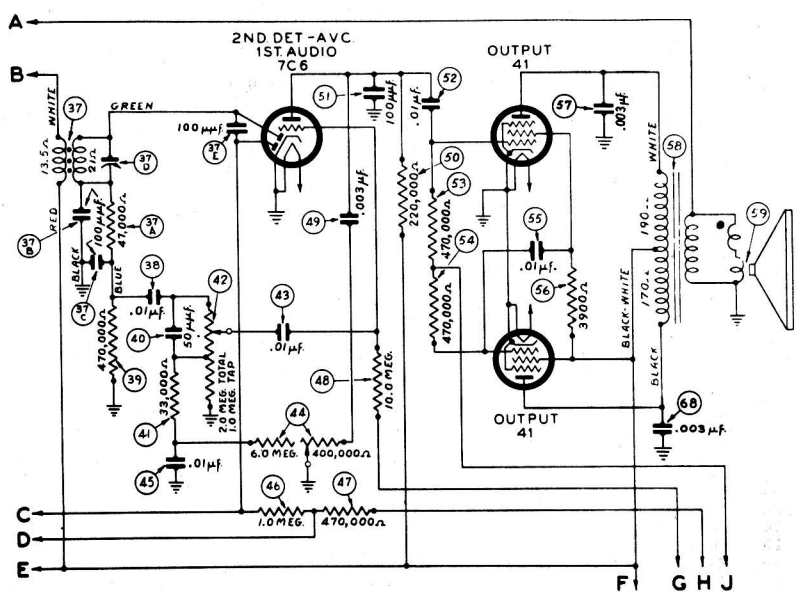 A
2ND. DET-AVC.
1ST. AUDIO
7C6
OUTPUT
41
B
WHITE
37
GREEN
13.5Ω
21Ω
37
D
100µµf.
37
E
51
100µµf.
52
.01µf.
57
.003µf.
58
WHITE
50
220,000Ω
53
470,000Ω
RED
37
B
100µµf.
47,000Ω
37
A
BLACK
37
C
BLUE
49
.003µf.
54
470,000Ω
55
.01µf.
56
3900Ω
190Ω
170Ω
BLACK-WHITE
59
38
.01µf.
40
50µµf.
42
43
.01µf.
470,000Ω
39
2.0 MEG. TOTAL
1.0 MEG. TAP
33,000Ω
41
48
10.0 MEG.
OUTPUT
41
BLACK
68
.003µf.
44
6.0 MEG.
400,000Ω
45
.01µf.
46
1.0 MEG.
47
470,000Ω
C
D
E
F
G
H
J